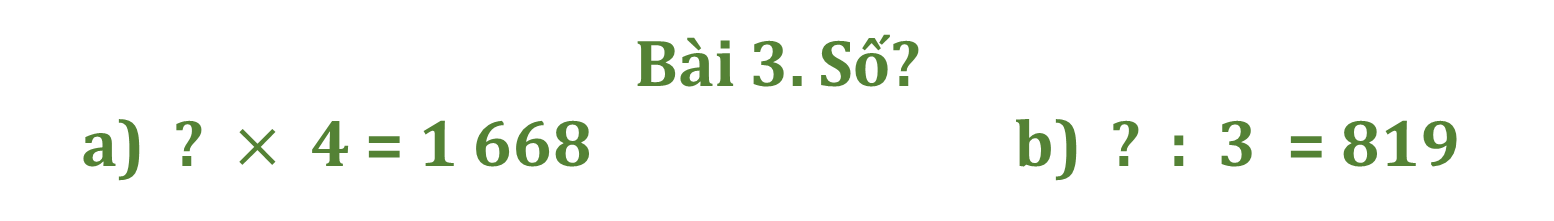 Bài 3. Số?
a) ? × 4 = 1 668 b) ? : 3 = 819